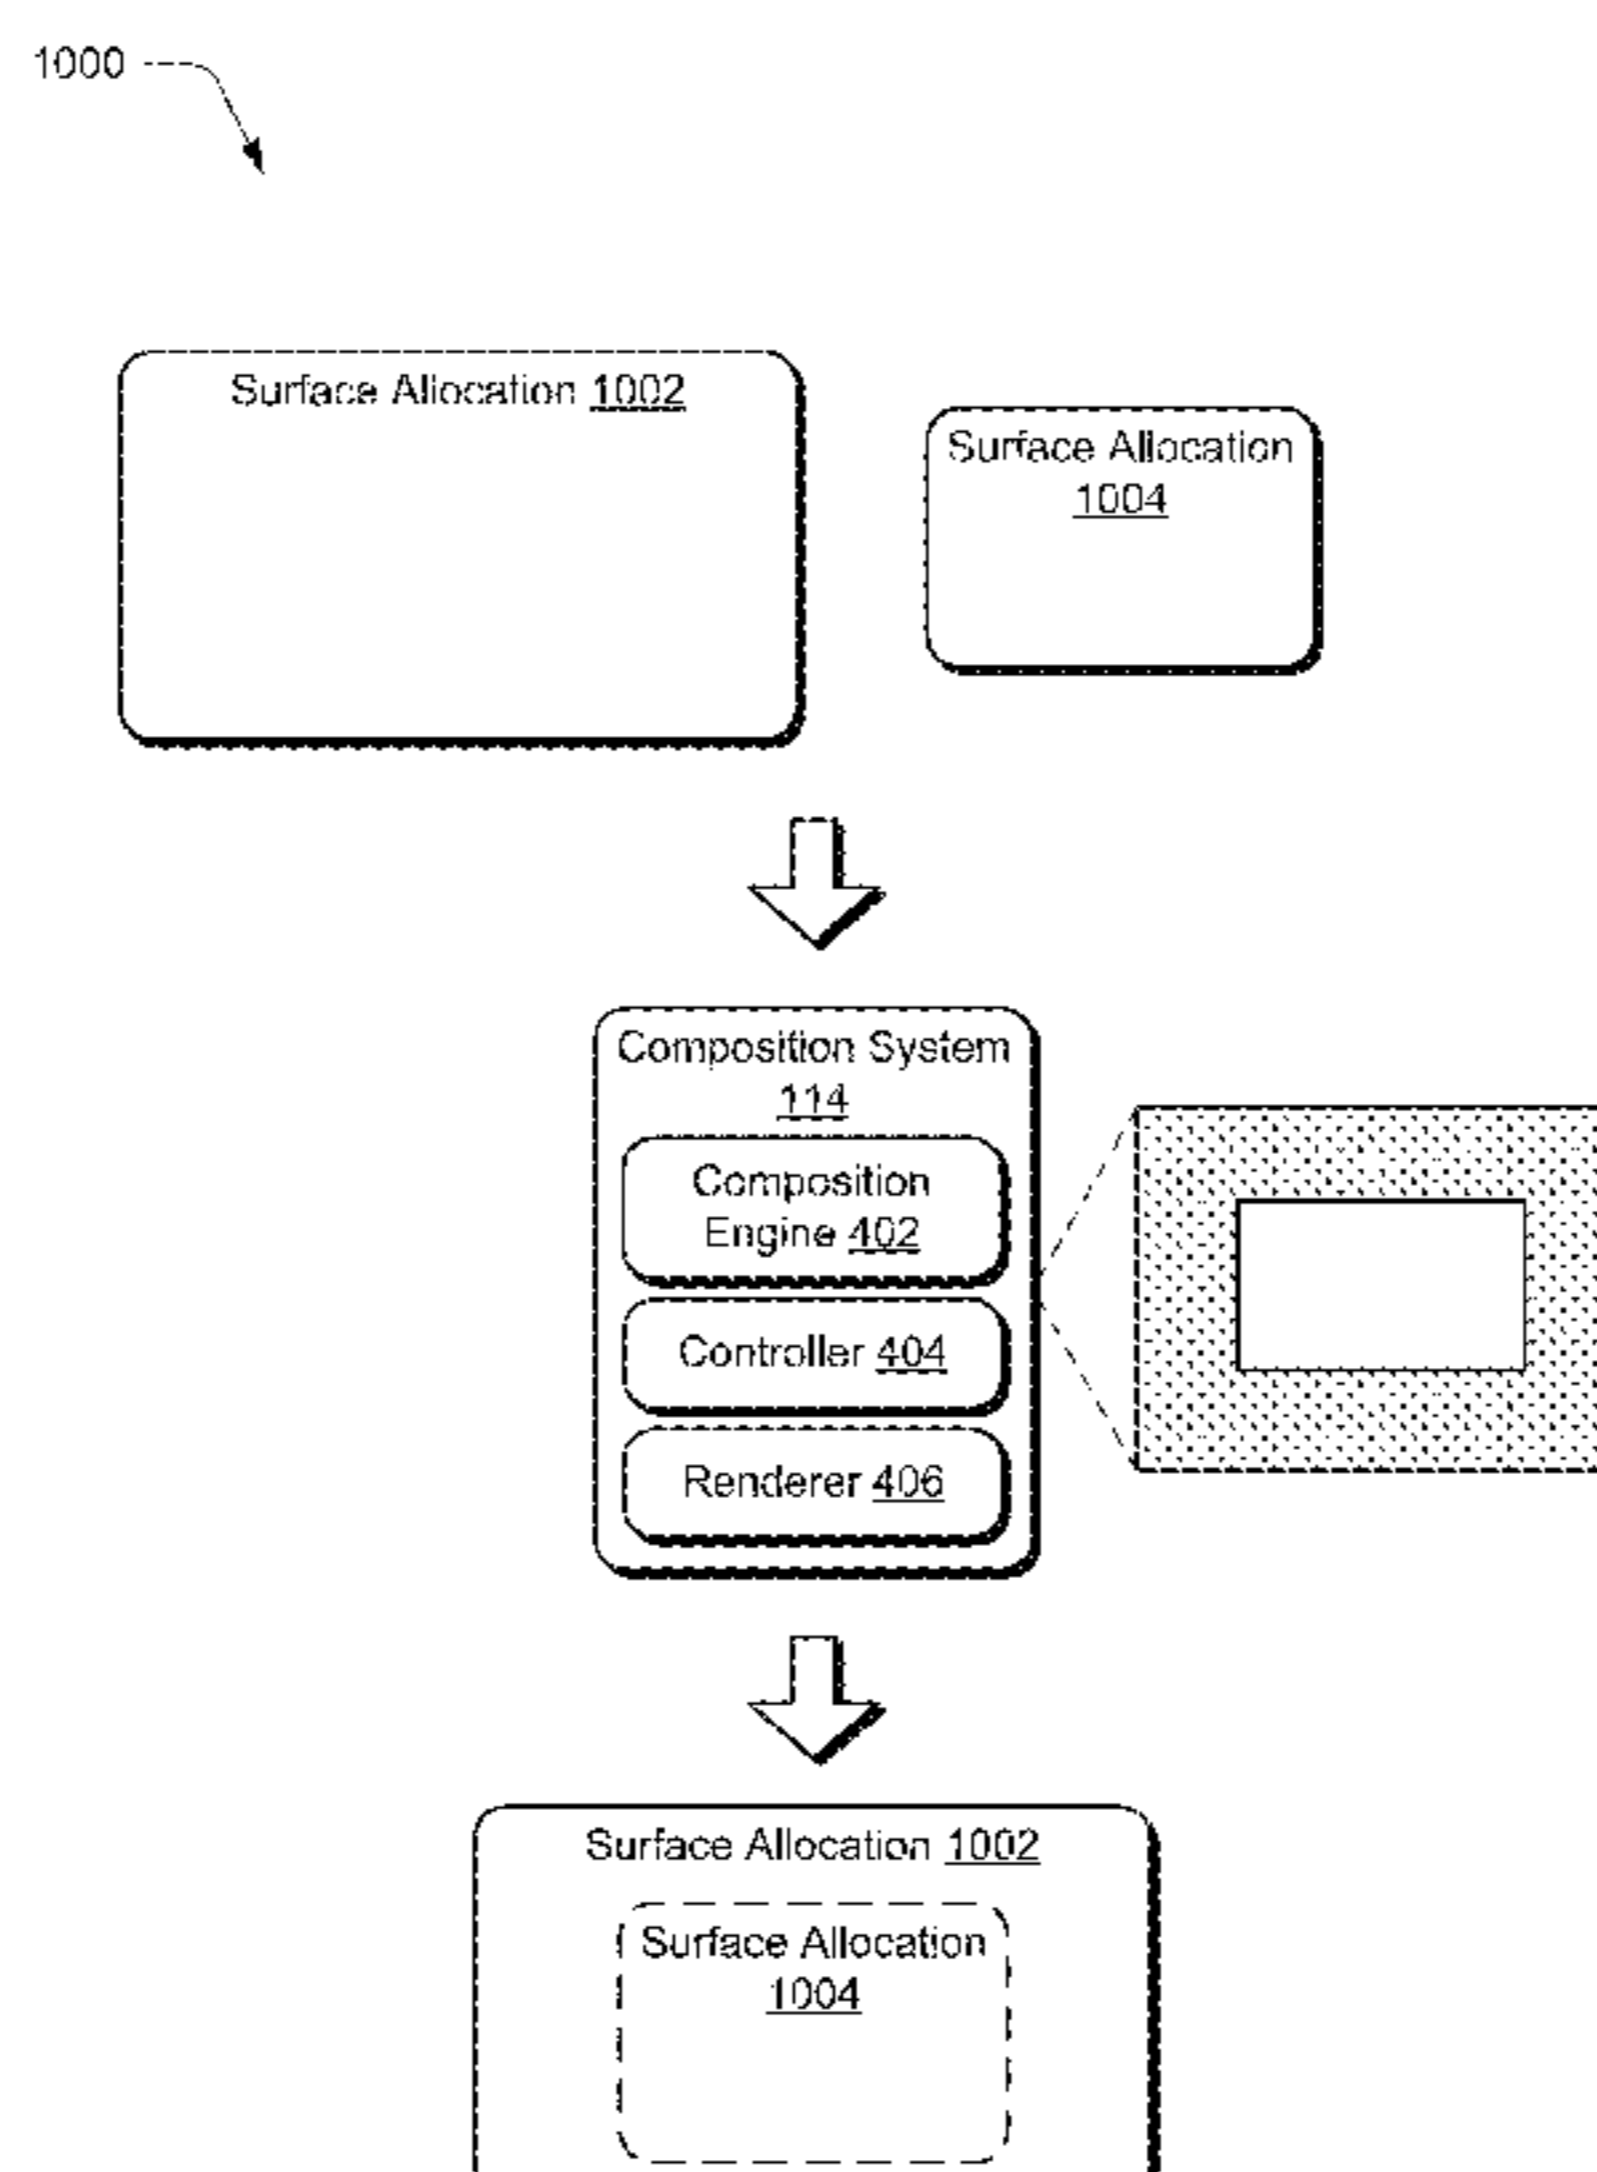 1000
Surface Allocation 1002
Surface Allocation
1004
Composition System
114
Composition
Engine 402
Controller 404
Renderer 406
Surface Allocation 1002
Surface Allocation
1004